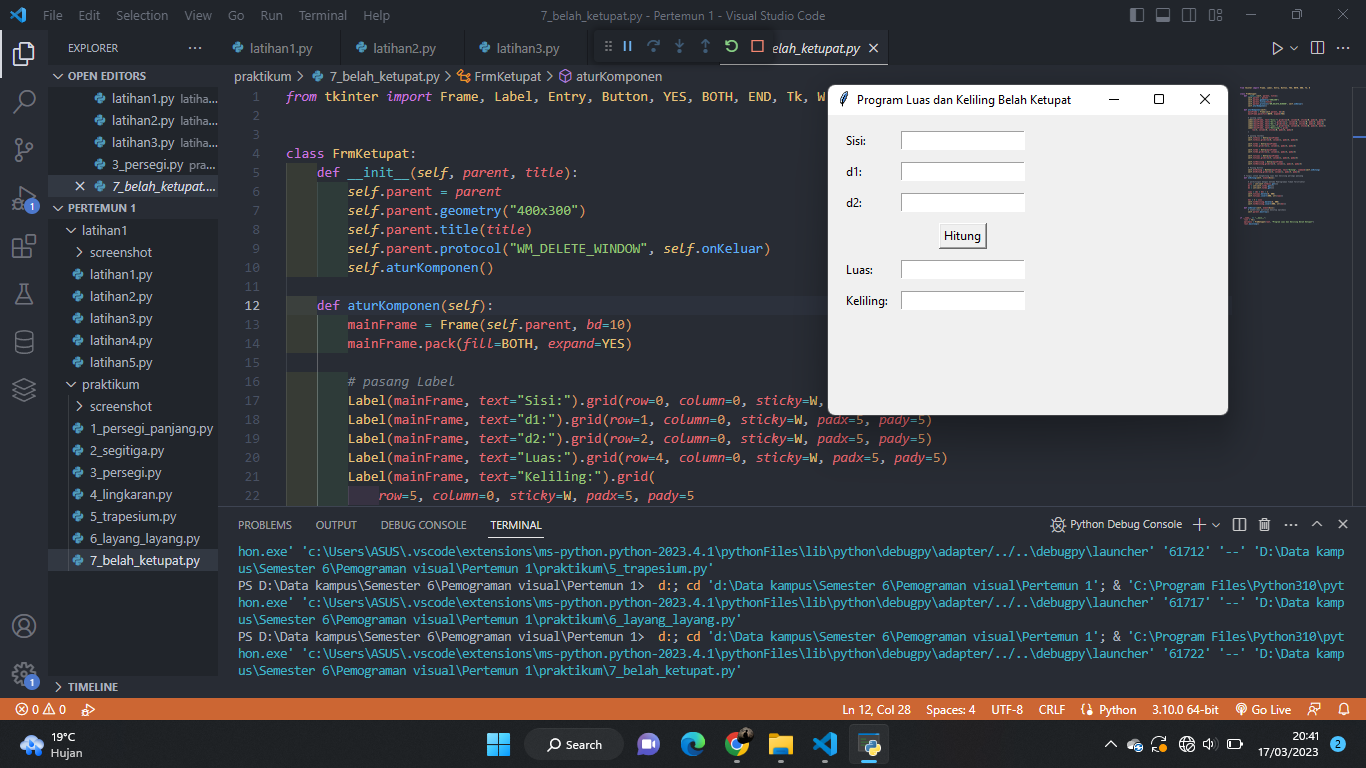 File Edit Selection View Go Run Terminal Help
7_belah_ketupat.py - Pertemun 1 - Visual Studio Code
EXPLORER
OPEN EDITORS
latihan1.py latiha...
latihan2.py latiha...
latihan3.py latiha...
3_persegi.py pra...
7_belah_ketupat....
PERTEMUN 1
latihan1
screenshot
latihan1.py
latihan2.py
latihan3.py
latihan4.py
latihan5.py
praktikum
screenshot
1_persegi_panjang.py
2_segitiga.py
3_persegi.py
4_lingkaran.py
5_trapesium.py
6_layang_layang.py
7_belah_ketupat.py
TIMELINE
latihan1.py latihan2.py latihan3.py belah_ketupat.py
praktikum > 7_belah_ketupat.py > FrmKetupat > aturKomponen
1 from tkinter import Frame, Label, Entry, Button, YES, BOTH, END, Tk, W
2
3
4 class FrmKetupat:
5 def __init__(self, parent, title):
6 self.parent = parent
7 self.parent.geometry("400x300")
8 self.parent.title(title)
9 self.parent.protocol("WM_DELETE_WINDOW", self.onKeluar)
10 self.aturKomponen()
11
12 def aturKomponen(self):
13 mainFrame = Frame(self.parent, bd=10)
14 mainFrame.pack(fill=BOTH, expand=YES)
15
16 # pasang Label
17 Label(mainFrame, text="Sisi:").grid(row=0, column=0, sticky=W,
18 Label(mainFrame, text="d1:").grid(row=1, column=0, sticky=W, padx=5, pady=5)
19 Label(mainFrame, text="d2:").grid(row=2, column=0, sticky=W, padx=5, pady=5)
20 Label(mainFrame, text="Luas:").grid(row=4, column=0, sticky=W, padx=5, pady=5)
21 Label(mainFrame, text="Keliling:").grid(
22 row=5, column=0, sticky=W, padx=5, pady=5
Program Luas dan Keliling Belah Ketupat
Sisi:
d1:
d2:
Hitung
Luas:
Keliling:
PROBLEMS OUTPUT DEBUG CONSOLE TERMINAL
Python Debug Console
hon.exe' 'c:\Users\ASUS\.vscode\extensions\ms-python.python-2023.4.1\pythonFiles\lib\python\debugpy\adapter/../..\debugpy\launcher' '61712' '--' 'D:\Data kamp
us\Semester 6\Pemograman visual\Pertemun 1\praktikum\5_trapesium.py'
PS D:\Data kampus\Semester 6\Pemograman visual\Pertemun 1> d:; cd 'd:\Data kampus\Semester 6\Pemograman visual\Pertemun 1'; & 'C:\Program Files\Python310\pyt
hon.exe' 'c:\Users\ASUS\.vscode\extensions\ms-python.python-2023.4.1\pythonFiles\lib\python\debugpy\adapter/../..\debugpy\launcher' '61717' '--' 'D:\Data kamp
us\Semester 6\Pemograman visual\Pertemun 1\praktikum\6_layang_layang.py'
PS D:\Data kampus\Semester 6\Pemograman visual\Pertemun 1> d:; cd 'd:\Data kampus\Semester 6\Pemograman visual\Pertemun 1'; & 'C:\Program Files\Python310\pyt
hon.exe' 'c:\Users\ASUS\.vscode\extensions\ms-python.python-2023.4.1\pythonFiles\lib\python\debugpy\adapter/../..\debugpy\launcher' '61722' '--' 'D:\Data kamp
us\Semester 6\Pemograman visual\Pertemun 1\praktikum\7_belah_ketupat.py'
1
1
0 0
Ln 12, Col 28 Spaces: 4 UTF-8 CRLF Python 3.10.0 64-bit Go Live
19°C
Hujan
Search
20:41
17/03/2023
2